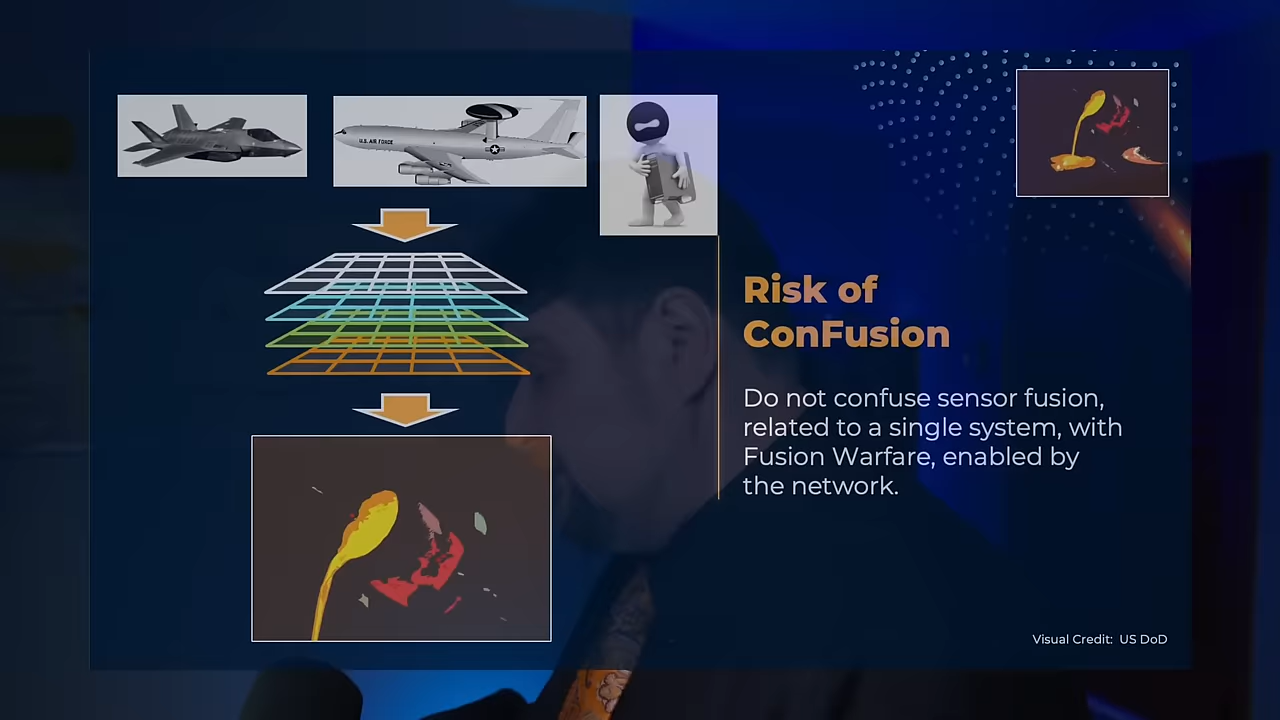 U.S. AIR FORCE
Risk of
ConFusion
Do not confuse sensor fusion,
related to a single system, with
Fusion Warfare, enabled by
the network.
Visual Credit: US DoD